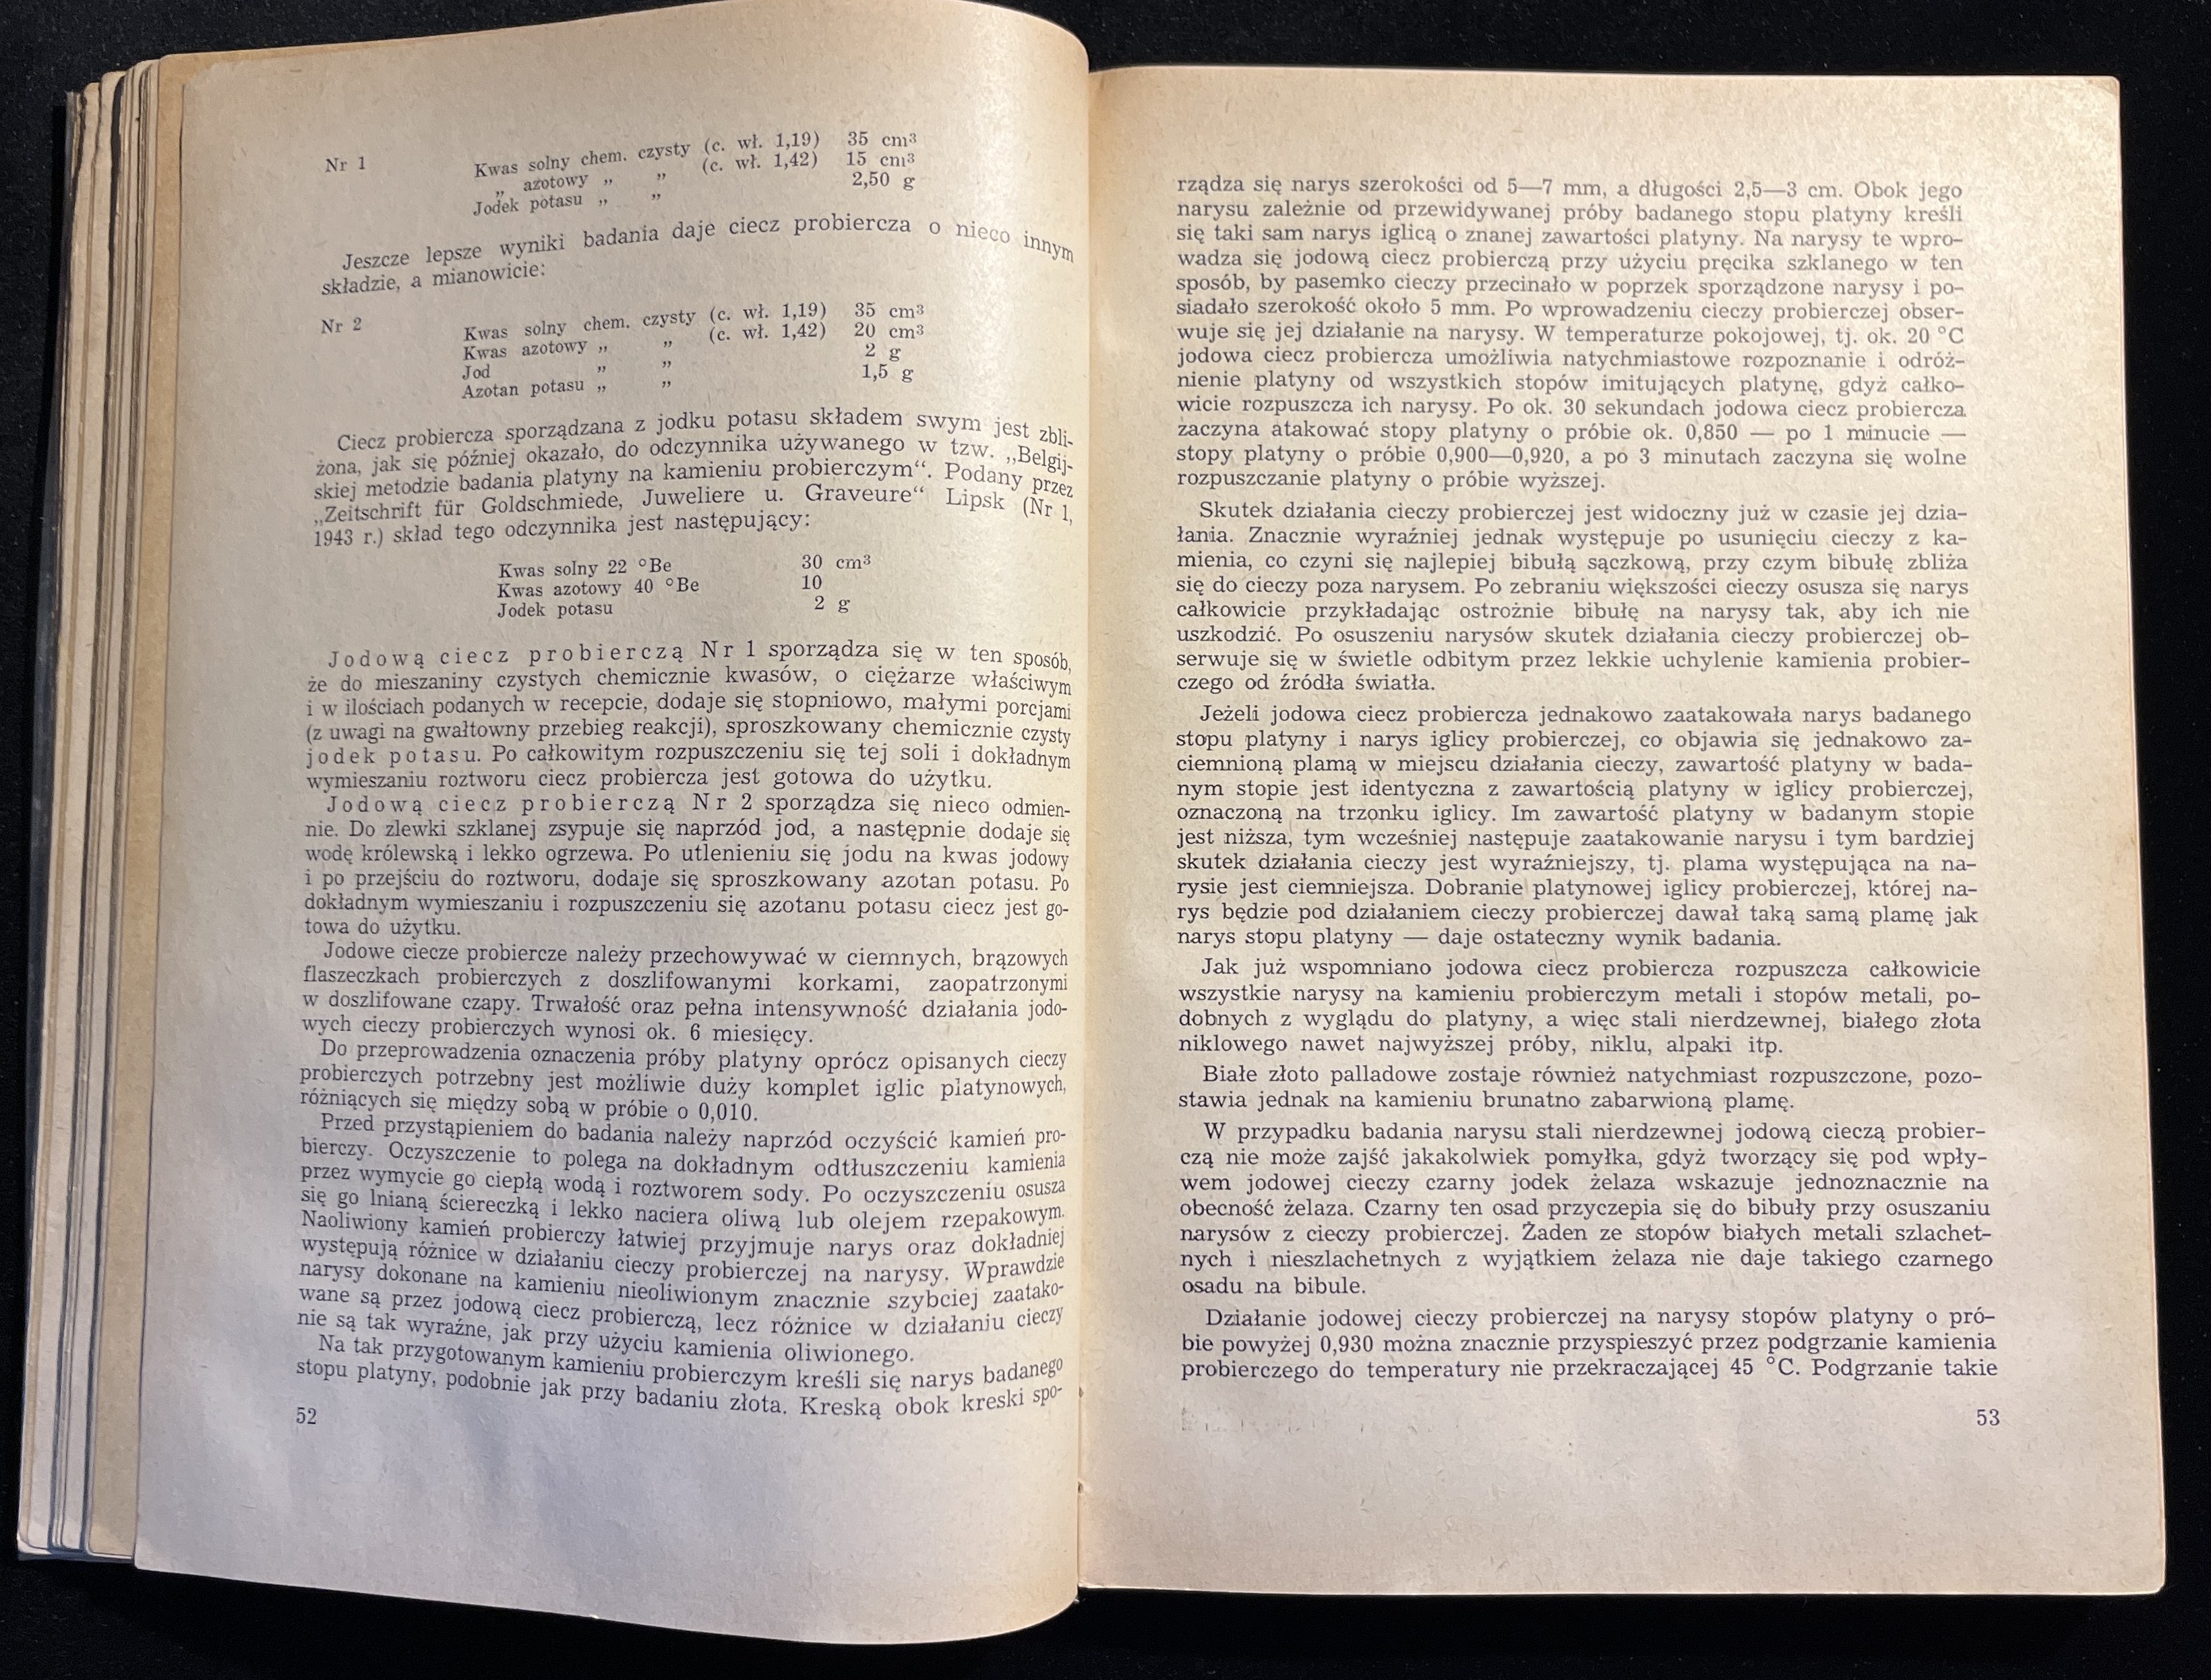 Nr 1 Kwas solny chem. czysty (c. wł. 1,19) 35 cm³
„ azotowy „ „ (c. wł. 1,42) 15 cm³
Jodek potasu „ „ 2,50 g
Jeszcze lepsze wyniki badania daje ciecz probiercza o nieco innym
składzie, a mianowicie:
Nr 2 Kwas solny chem. czysty (c. wł. 1,19) 35 cm³
Kwas azotowy „ „ (c. wł. 1,42) 20 cm³
Jod „ „ 2 g
Azotan potasu „ „ 1,5 g
Ciecz probiercza sporządzana z jodku potasu składem swym jest zbli-
żona, jak się później okazało, do odczynnika używanego w tzw. „Belgij-
skiej metodzie badania platyny na kamieniu probierczym“. Podany przez
„Zeitschrift für Goldschmiede, Juweliere u. Graveure“ Lipsk (Nr 1,
1943 r.) skład tego odczynnika jest następujący:
Kwas solny 22 °Be 30 cm³
Kwas azotowy 40 °Be 10
Jodek potasu 2 g
Jodową ciecz probierczą Nr 1 sporządza się w ten sposób,
że do mieszaniny czystych chemicznie kwasów, o ciężarze właściwym
i w ilościach podanych w recepcie, dodaje się stopniowo, małymi porcjami
(z uwagi na gwałtowny przebieg reakcji), sproszkowany chemicznie czysty
jodek potasu. Po całkowitym rozpuszczeniu się tej soli i dokładnym
wymieszaniu roztworu ciecz probiercza jest gotowa do użytku.
Jodową ciecz probierczą Nr 2 sporządza się nieco odmien-
nie. Do zlewki szklanej zsypuje się naprzód jod, a następnie dodaje się
wodę królewską i lekko ogrzewa. Po utlenieniu się jodu na kwas jodowy
i po przejściu do roztworu, dodaje się sproszkowany azotan potasu. Po
dokładnym wymieszaniu i rozpuszczeniu się azotanu potasu ciecz jest go-
towa do użytku.
Jodowe ciecze probiercze należy przechowywać w ciemnych, brązowych
flaszeczkach probierczych z doszlifowanymi korkami, zaopatrzonymi
w doszlifowane czapy. Trwałość oraz pełna intensywność działania jodo-
wych cieczy probierczych wynosi ok. 6 miesięcy.
Do przeprowadzenia oznaczenia próby platyny oprócz opisanych cieczy
probierczych potrzebny jest możliwie duży komplet iglic platynowych,
różniących się między sobą w próbie o 0,010.
Przed przystąpieniem do badania należy naprzód oczyścić kamień pro-
bierczy. Oczyszczenie to polega na dokładnym odtłuszczeniu kamienia
przez wymycie go ciepłą wodą i roztworem sody. Po oczyszczeniu osusza
się go lnianą ściereczką i lekko naciera oliwą lub olejem rzepakowym.
Naoliwiony kamień probierczy łatwiej przyjmuje narys oraz dokładniej
występują różnice w działaniu cieczy probierczej na narysy. Wprawdzie
narysy dokonane na kamieniu nieoliwionym znacznie szybciej zaatako-
wane są przez jodową ciecz probierczą, lecz różnice w działaniu cieczy
nie są tak wyraźne, jak przy użyciu kamienia oliwionego.
Na tak przygotowanym kamieniu probierczym kreśli się narys badanego
stopu platyny, podobnie jak przy badaniu złota. Kreską obok kreski spo-
52
rządza się narys szerokości od 5—7 mm, a długości 2,5—3 cm. Obok jego
narysu zależnie od przewidywanej próby badanego stopu platyny kreśli
się taki sam narys iglicą o znanej zawartości platyny. Na narysy te wpro-
wadza się jodową ciecz probierczą przy użyciu pręcika szklanego w ten
sposób, by pasemko cieczy przecinało w poprzek sporządzone narysy i po-
siadało szerokość około 5 mm. Po wprowadzeniu cieczy probierczej obser-
wuje się jej działanie na narysy. W temperaturze pokojowej, tj. ok. 20 °C
jodowa ciecz probiercza umożliwia natychmiastowe rozpoznanie i odróż-
nienie platyny od wszystkich stopów imitujących platynę, gdyż całko-
wicie rozpuszcza ich narysy. Po ok. 30 sekundach jodowa ciecz probiercza
zaczyna atakować stopy platyny o próbie ok. 0,850 — po 1 minucie —
stopy platyny o próbie 0,900—0,920, a po 3 minutach zaczyna się wolne
rozpuszczanie platyny o próbie wyższej.
Skutek działania cieczy probierczej jest widoczny już w czasie jej dzia-
łania. Znacznie wyraźniej jednak występuje po usunięciu cieczy z ka-
mienia, co czyni się najlepiej bibułą sączkową, przy czym bibułę zbliża
się do cieczy poza narysem. Po zebraniu większości cieczy osusza się narys
całkowicie przykładając ostrożnie bibułę na narysy tak, aby ich nie
uszkodzić. Po osuszeniu narysów skutek działania cieczy probierczej ob-
serwuje się w świetle odbitym przez lekkie uchylenie kamienia probier-
czego od źródła światła.
Jeżeli jodowa ciecz probiercza jednakowo zaatakowała narys badanego
stopu platyny i narys iglicy probierczej, co objawia się jednakowo za-
ciemnioną plamą w miejscu działania cieczy, zawartość platyny w bada-
nym stopie jest identyczna z zawartością platyny w iglicy probierczej,
oznaczoną na trzonku iglicy. Im zawartość platyny w badanym stopie
jest niższa, tym wcześniej następuje zaatakowanie narysu i tym bardziej
skutek działania cieczy jest wyraźniejszy, tj. plama występująca na na-
rysie jest ciemniejsza. Dobranie platynowej iglicy probierczej, której na-
rys będzie pod działaniem cieczy probierczej dawał taką samą plamę jak
narys stopu platyny — daje ostateczny wynik badania.
Jak już wspomniano jodowa ciecz probiercza rozpuszcza całkowicie
wszystkie narysy na kamieniu probierczym metali i stopów metali, po-
dobnych z wyglądu do platyny, a więc stali nierdzewnej, białego złota
niklowego nawet najwyższej próby, niklu, alpaki itp.
Białe złoto palladowe zostaje również natychmiast rozpuszczone, pozo-
stawia jednak na kamieniu brunatno zabarwioną plamę.
W przypadku badania narysu stali nierdzewnej jodową cieczą probier-
czą nie może zajść jakakolwiek pomyłka, gdyż tworzący się pod wpły-
wem jodowej cieczy czarny jodek żelaza wskazuje jednoznacznie na
obecność żelaza. Czarny ten osad przyczepia się do bibuły przy osuszaniu
narysów z cieczy probierczej. Żaden ze stopów białych metali szlachet-
nych i nieszlachetnych z wyjątkiem żelaza nie daje takiego czarnego
osadu na bibule.
Działanie jodowej cieczy probierczej na narysy stopów platyny o pró-
bie powyżej 0,930 można znacznie przyspieszyć przez podgrzanie kamienia
probierczego do temperatury nie przekraczającej 45 °C. Podgrzanie takie
53